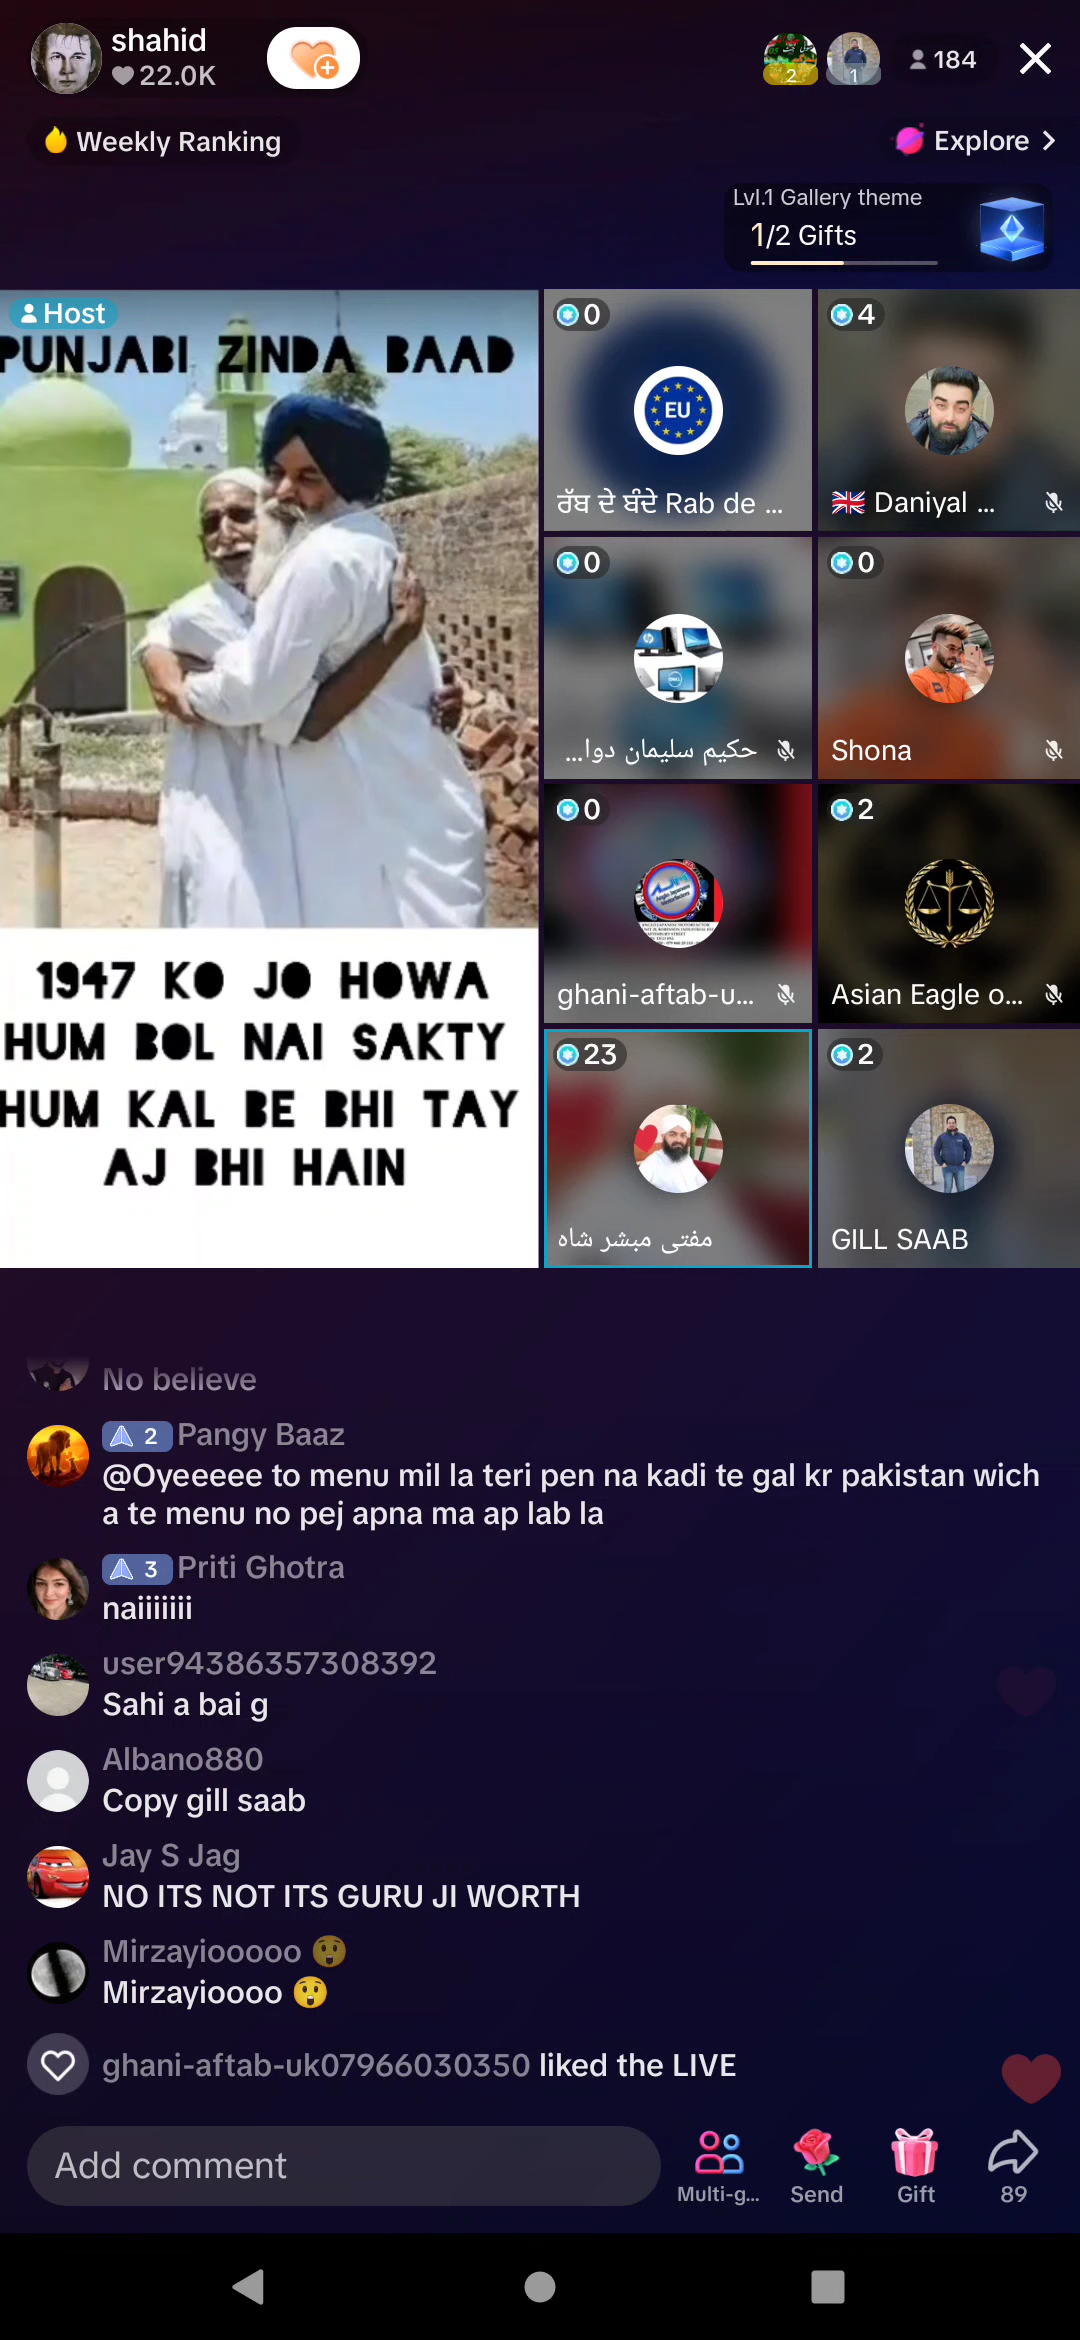 shahid
22.0K
2
1
184
Weekly Ranking
Explore
Lvl.1 Gallery theme
1/2 Gifts
Host
PUNJABI ZINDA BAAD
1947 KO JO HOWA
HUM BOL NAI SAKTY
HUM KAL BE BHI TAY
AJ BHI HAIN
0
EU
ਰੱਬ ਦੇ ਬੰਦੇ Rab de ...
4
🇬🇧 Daniyal ...
0
حکیم سلیمان دوا...
0
Shona
0
ghani-aftab-u...
2
Asian Eagle o...
23
مفتی مبشر شاہ
2
GILL SAAB
No believe
2 Pangy Baaz
@Oyeeeee to menu mil la teri pen na kadi te gal kr pakistan wich
a te menu no pej apna ma ap lab la
3 Priti Ghotra
naiiiiiii
user94386357308392
Sahi a bai g
Albano880
Copy gill saab
Jay S Jag
NO ITS NOT ITS GURU JI WORTH
Mirzayiooooo 😲
Mirzayioooo 😲
ghani-aftab-uk07966030350 liked the LIVE
Add comment
Multi-g...
Send
Gift
89